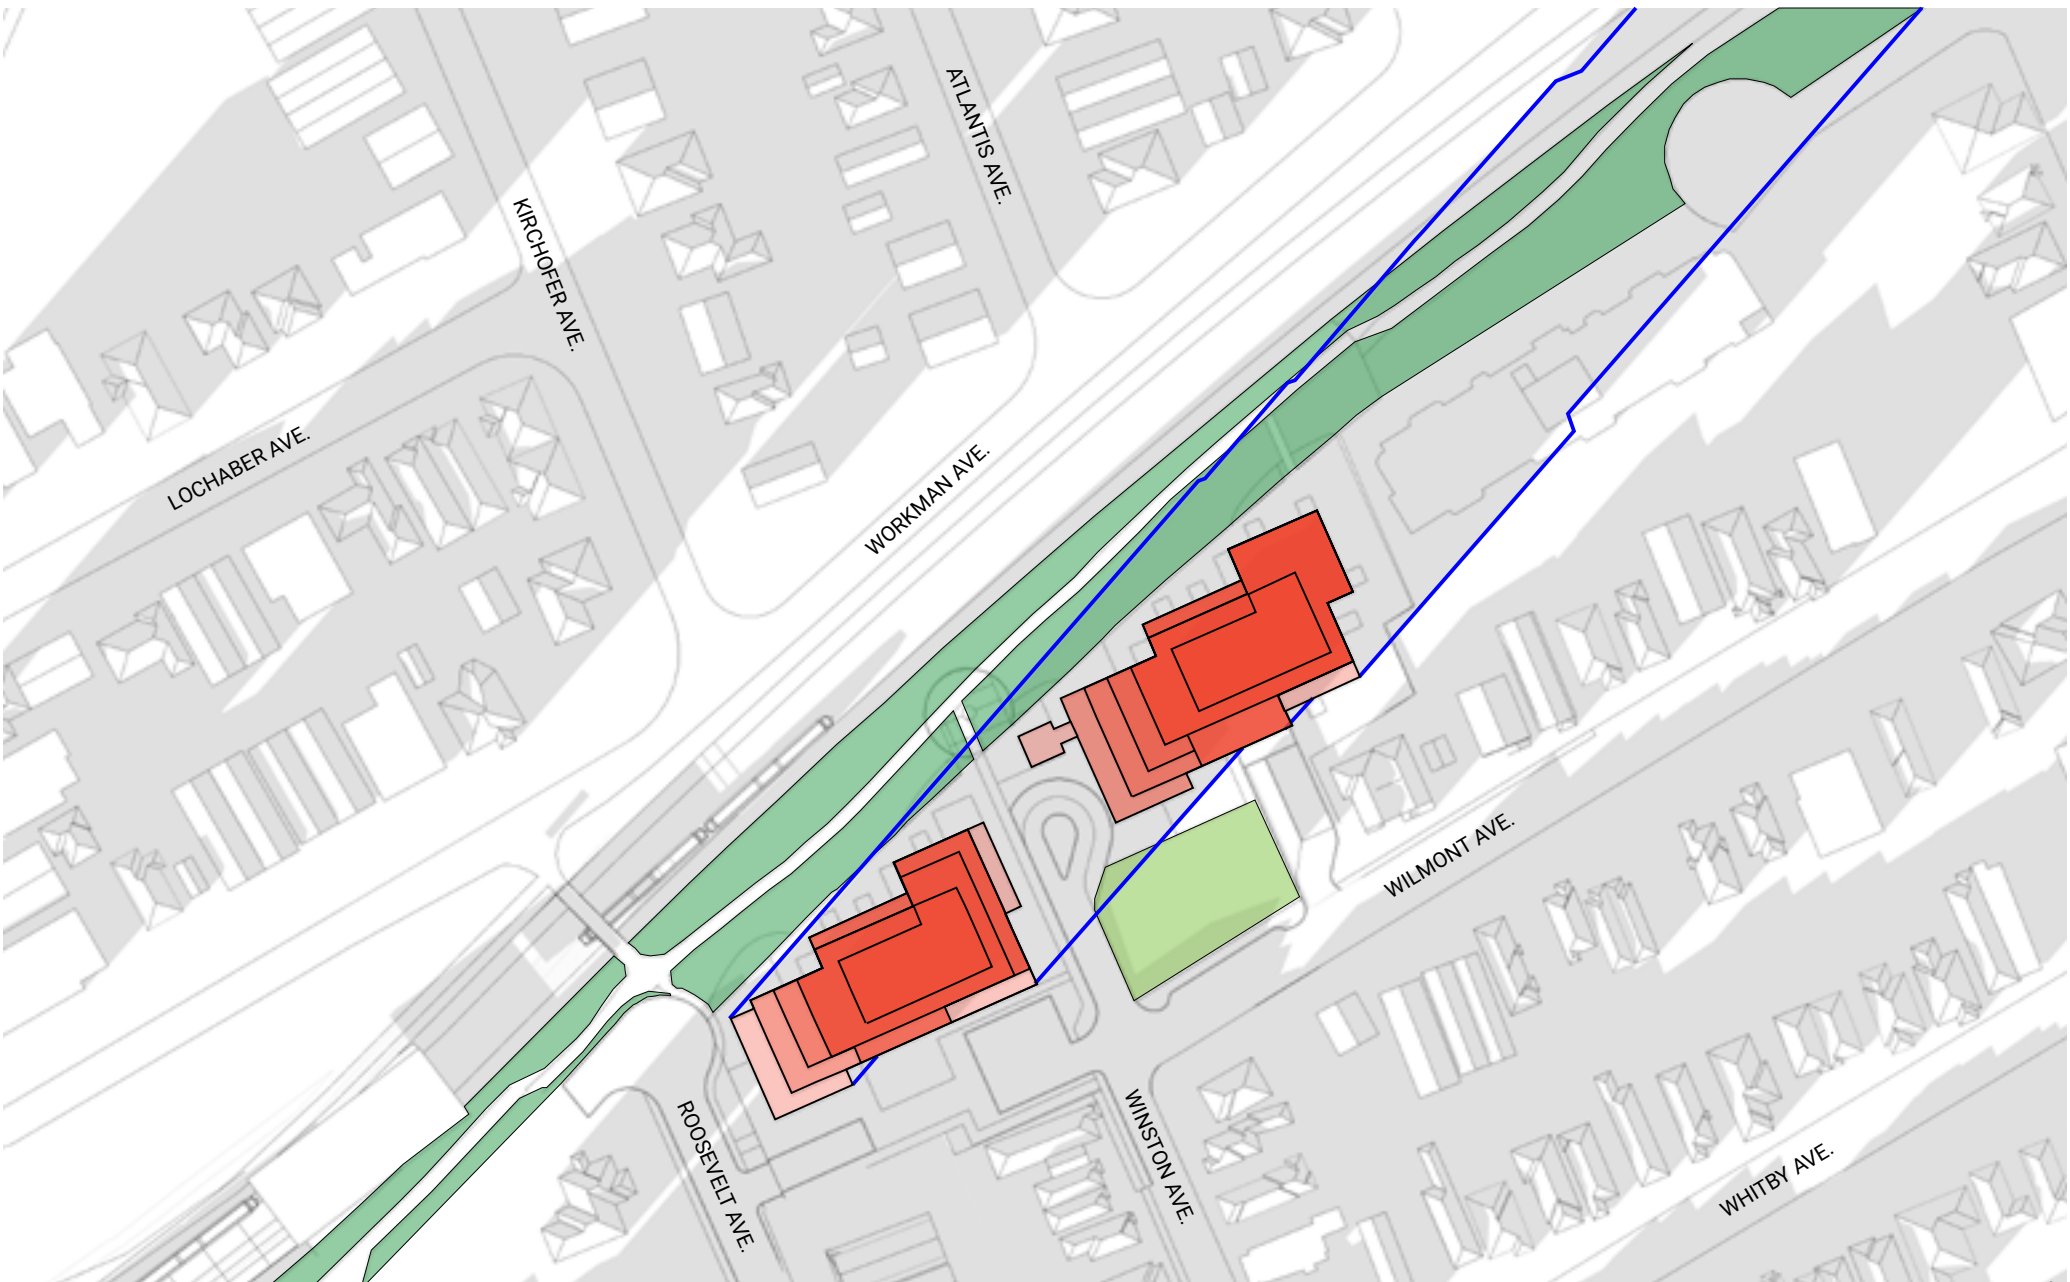 ATLANTIS AVE.
KIRCHOFER AVE.
LOCHABER AVE.
WORKMAN AVE.
WILMONT AVE.
ROOSEVELT AVE.
WINSTON AVE.
WHITBY AVE.